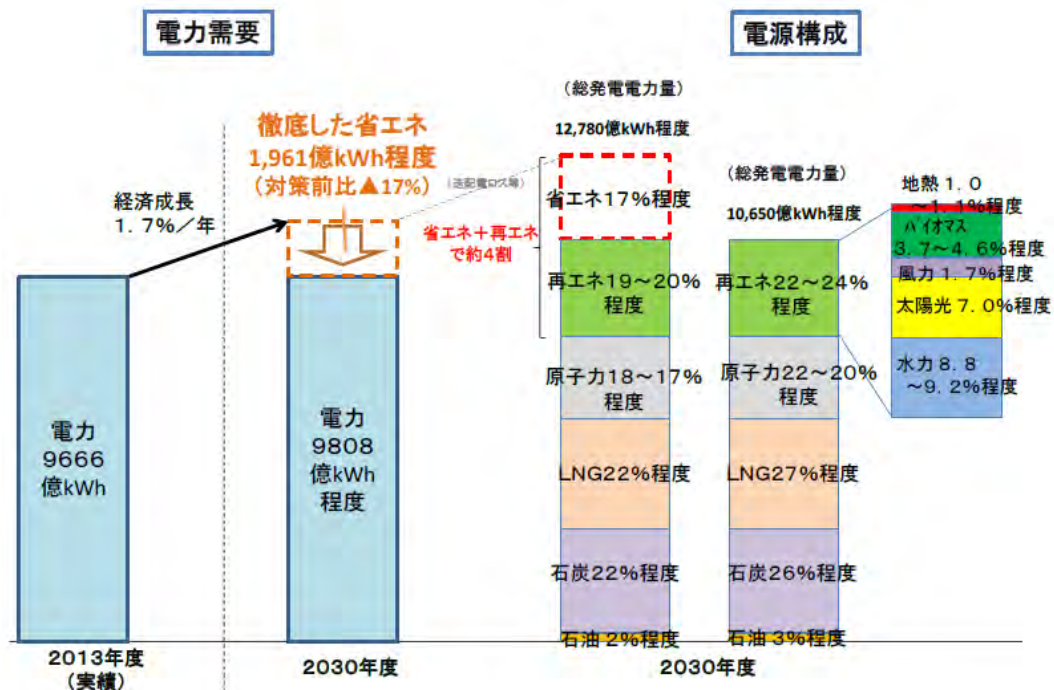 電力需要
電源構成
徹底した省エネ
1,961億kWh程度
(対策前比▲17%)
経済成長
1.7%/年
電力
9666
億kWh
電力
9808
億kWh
程度
(送配電ロス等)
省エネ+再エネ
で約4割
(総発電電力量)
12,780億kWh程度
省エネ17%程度
再エネ19~20%
程度
原子力18~17%
程度
LNG22%程度
石炭22%程度
石油 2%程度
(総発電電力量)
10,650億kWh程度
再エネ22~24%
程度
原子力22~20%
程度
LNG27%程度
石炭26%程度
石油 3%程度
地熱 1.0
~1.1%程度
バイオマス
3.7~4.6%程度
風力 1.7%程度
太陽光 7.0%程度
水力 8.8
~9.2%程度
2013年度
(実績)
2030年度
2030年度